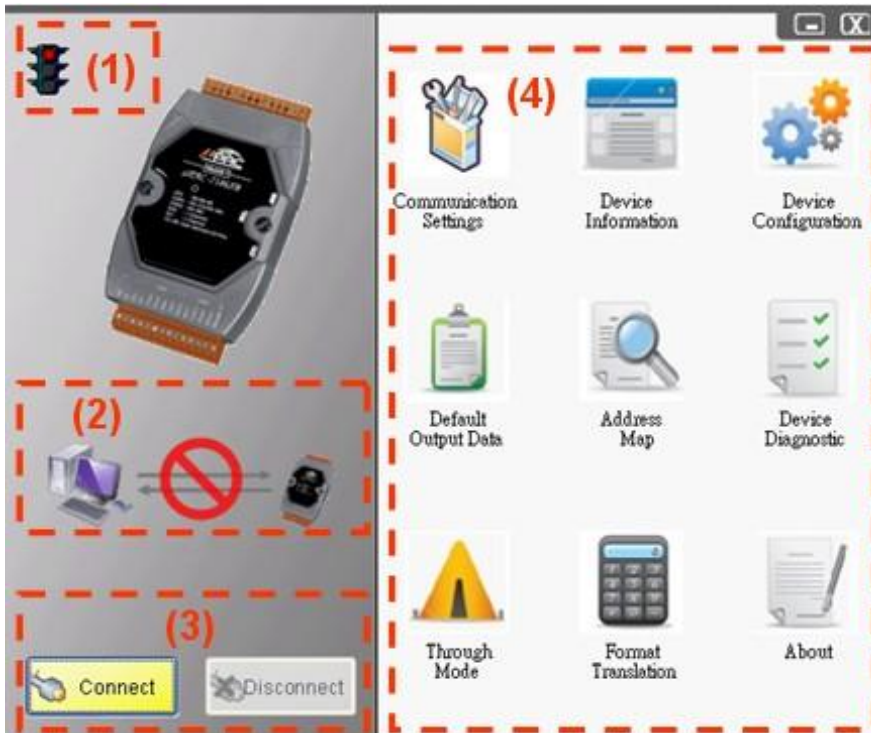 (1)
(2)
(3)
Connect
Disconnect
X
(4)
Communication
Settings
Device
Information
Device
Configuration
Default
Output Data
Address
Map
Device
Diagnostic
Through
Mode
Format
Translation
About